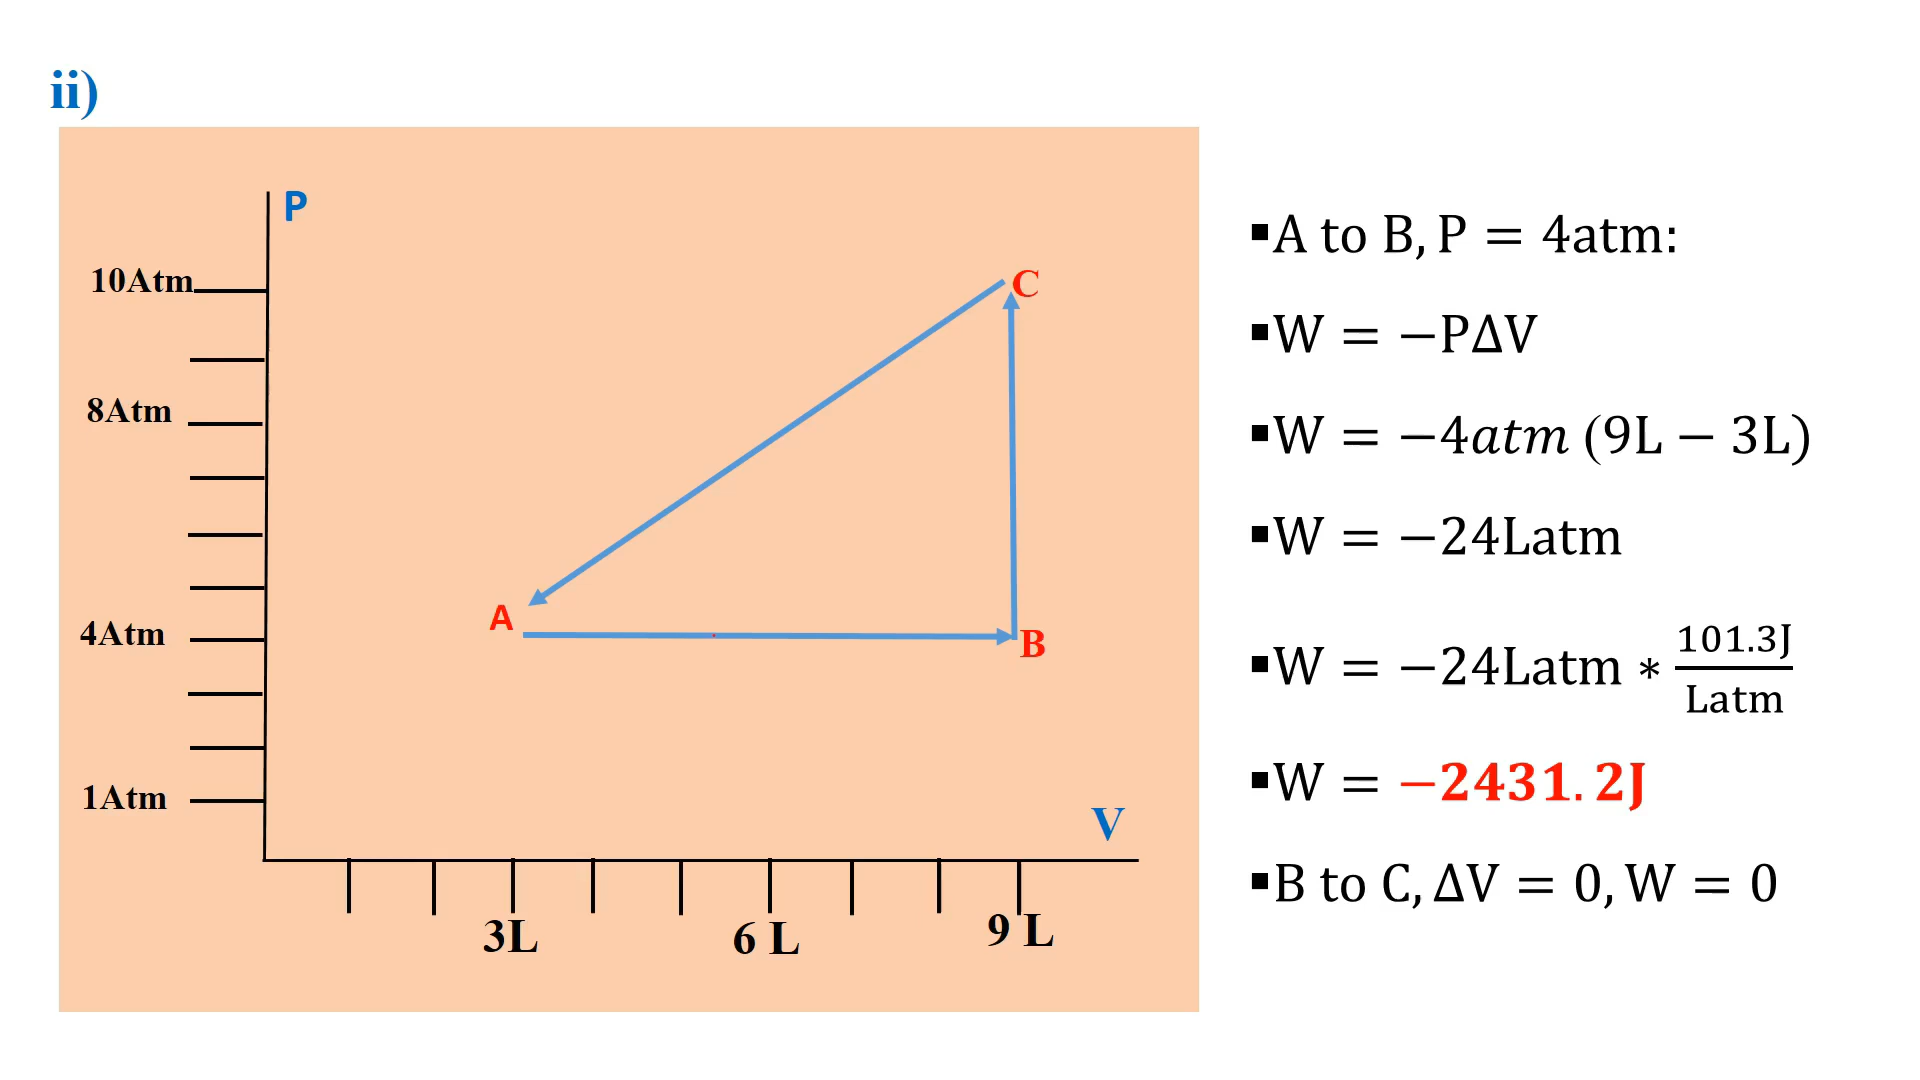 ii)
P
10Atm
8Atm
4Atm
1Atm
C
A
B
V
3L
6 L
9 L
▪A to B, P = 4atm:
▪W = −PΔV
▪W = −4atm (9L − 3L)
▪W = −24Latm
▪W = −24Latm ∗ 101.3J/Latm
▪W = −2431.2J
▪B to C, ΔV = 0, W = 0